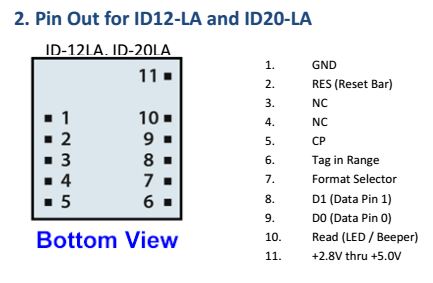 2. Pin Out for ID12-LA and ID20-LA
ID-12LA. ID-20LA
11
1 10
2 9
3 8
4 7
5 6
Bottom View
1. GND
2. RES (Reset Bar)
3. NC
4. NC
5. CP
6. Tag in Range
7. Format Selector
8. D1 (Data Pin 1)
9. D0 (Data Pin 0)
10. Read (LED / Beeper)
11. +2.8V thru +5.0V